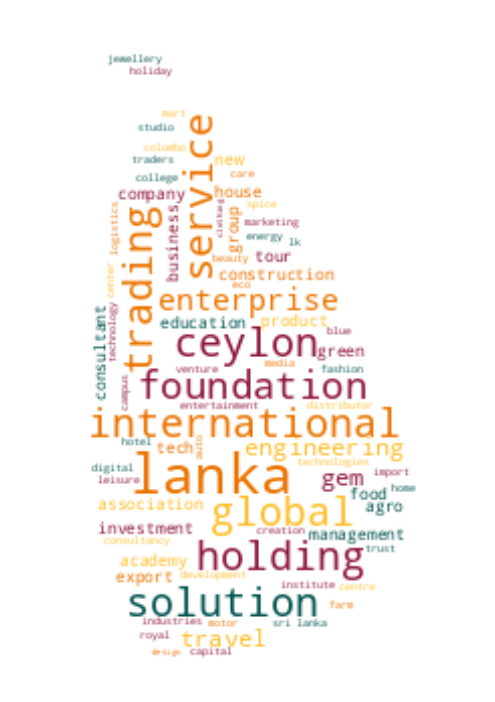 jewellery
holiday
mart
service
studio
colombo
traders
new
care
college
company
house
spice
trading
logistics
business
group
marketing
energy
lk
beauty
tour
center
construction
eco
enterprise
technology
consultant
education
product
blue
ceylon
green
media
venture
fashion
campus
foundation
entertainment
distributor
international
hotel
tech
auto
engineering
technologies
digital
lanka
import
leisure
gem
home
food
association
global
agro
investment
creation
management
consultancy
holding
trust
academy
export
development
institute
centre
solution
farm
industries
motor
sri lanka
royal
travel
design
capital